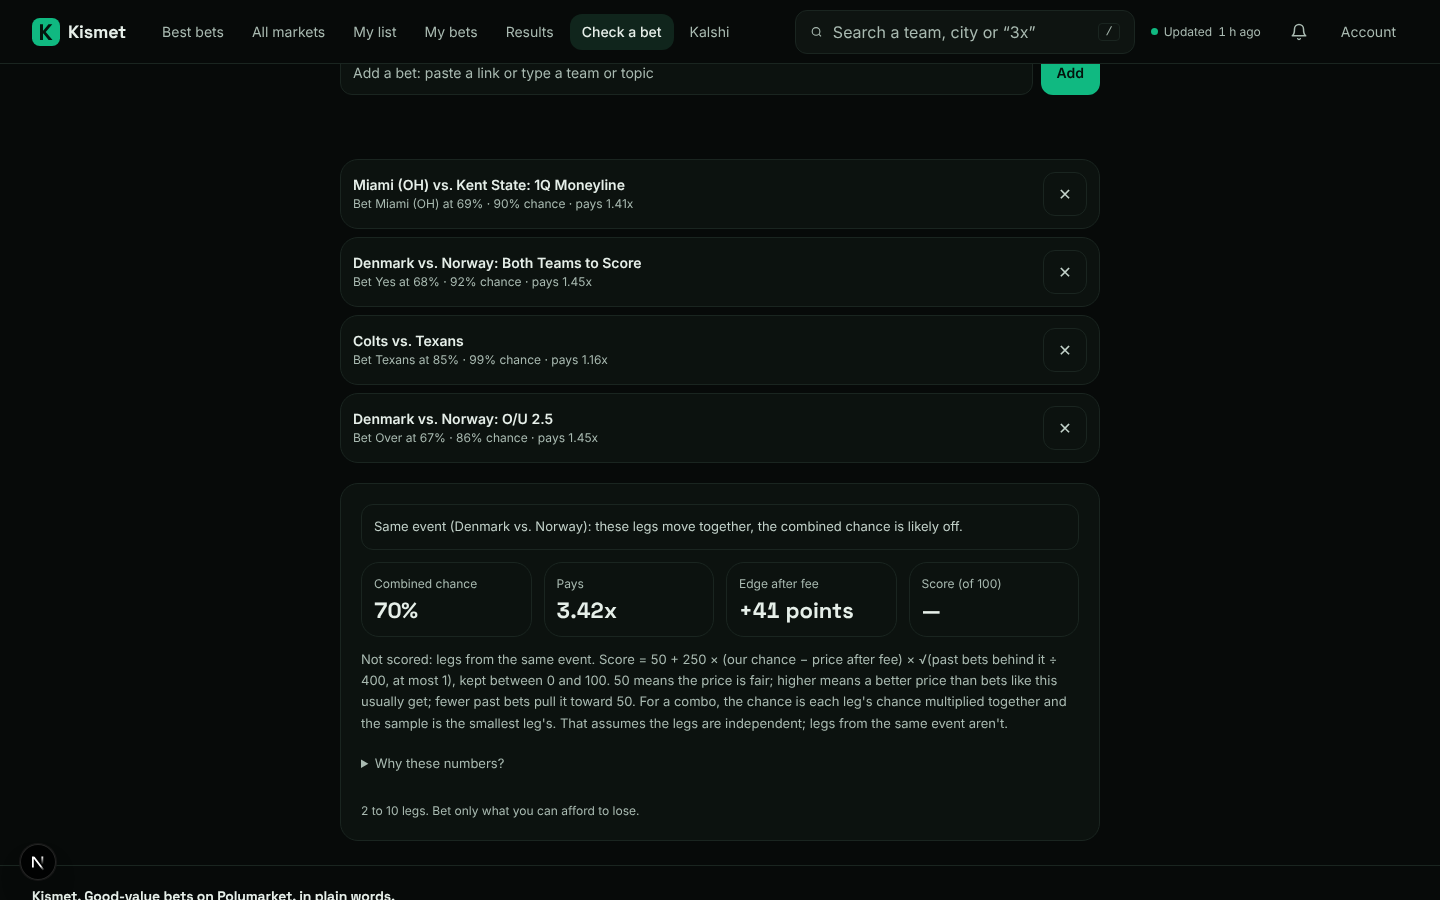 K Kismet Best bets All markets My list My bets Results Check a bet Kalshi Search a team, city or “3x” / Updated 1 h ago Account
Add a bet: paste a link or type a team or topic Add
Miami (OH) vs. Kent State: 1Q Moneyline
Bet Miami (OH) at 69% · 90% chance · pays 1.41x
Denmark vs. Norway: Both Teams to Score
Bet Yes at 68% · 92% chance · pays 1.45x
Colts vs. Texans
Bet Texans at 85% · 99% chance · pays 1.16x
Denmark vs. Norway: O/U 2.5
Bet Over at 67% · 86% chance · pays 1.45x
Same event (Denmark vs. Norway): these legs move together, the combined chance is likely off.
Combined chance Pays Edge after fee Score (of 100)
70% 3.42x +41 points —
Not scored: legs from the same event. Score = 50 + 250 × (our chance − price after fee) × √(past bets behind it ÷
400, at most 1), kept between 0 and 100. 50 means the price is fair; higher means a better price than bets like this
usually get; fewer past bets pull it toward 50. For a combo, the chance is each leg's chance multiplied together and
the sample is the smallest leg's. That assumes the legs are independent; legs from the same event aren't.
Why these numbers?
2 to 10 legs. Bet only what you can afford to lose.
N
Kismet. Good-value bets on Polymarket, in plain words.